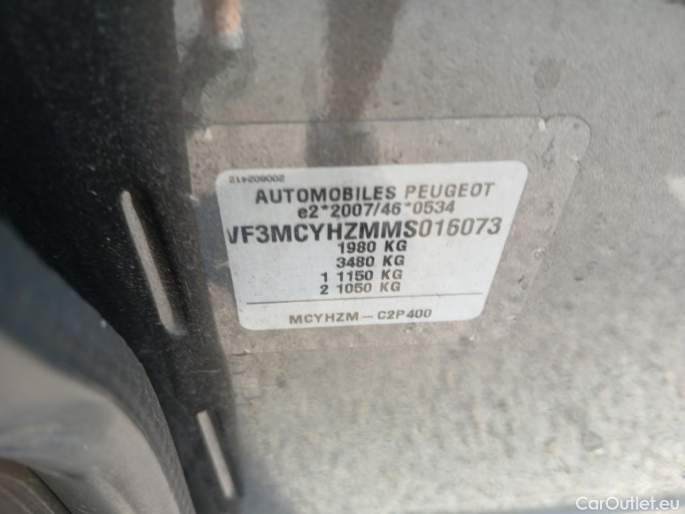 2008602412
AUTOMOBILES PEUGEOT
e2*2007/46*0534
VF3MCYHZMMS016073
1980 KG
3480 KG
1 1150 KG
2 1050 KG
MCYHZM - C2P400
CarOutlet.eu